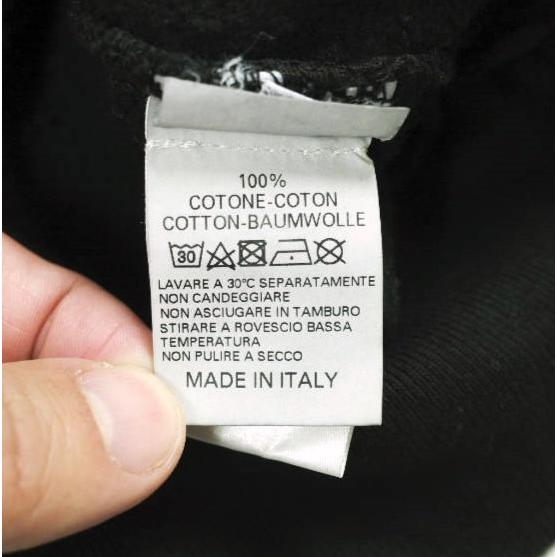 100%
COTONE-COTON
COTTON-BAUMWOLLE
30
LAVARE A 30°C SEPARATAMENTE
NON CANDEGGIARE
NON ASCIUGARE IN TAMBURO
STIRARE A ROVESCIO BASSA
TEMPERATURA
NON PULIRE A SECCO
MADE IN ITALY